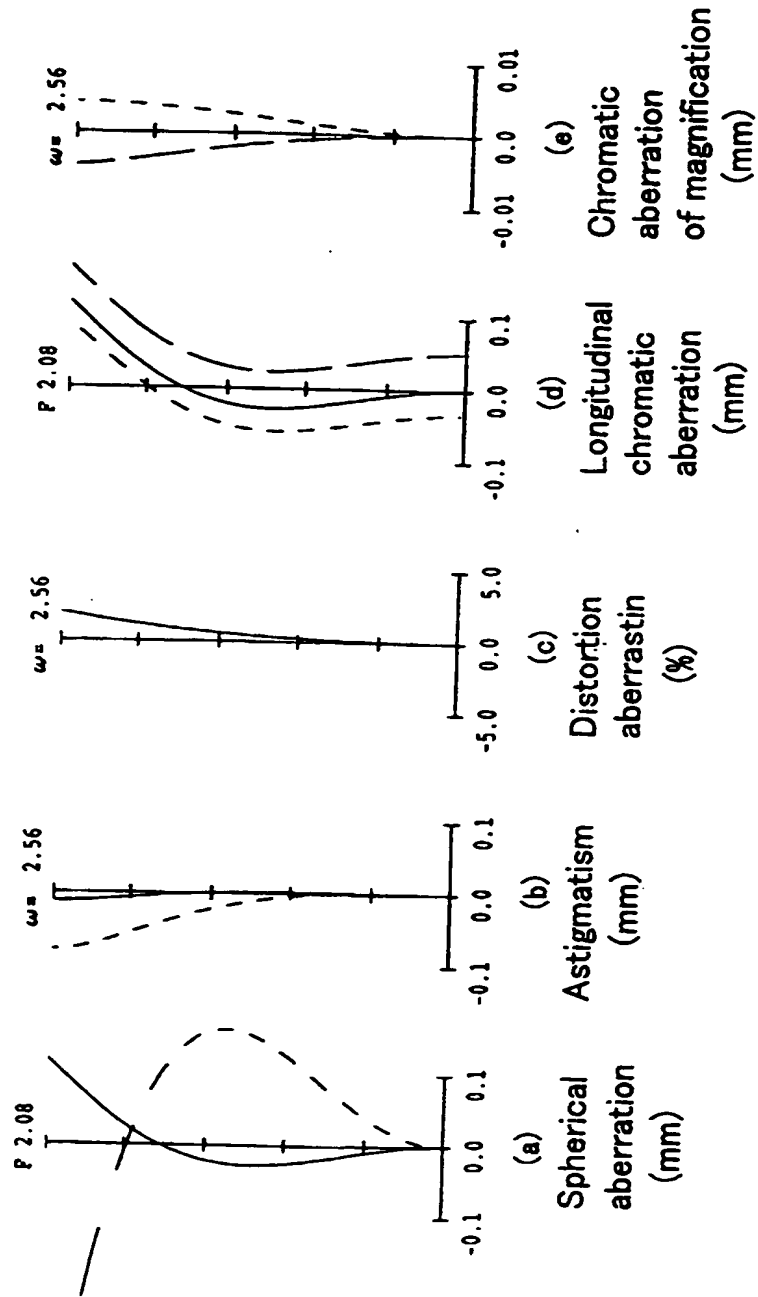 F 2.08
-0.1 0.0 0.1
(a)
Spherical
aberration
(mm)
ω= 2.56
-0.1 0.0 0.1
(b)
Astigmatism
(mm)
ω= 2.56
-5.0 0.0 5.0
(c)
Distortion
aberrastin
(%)
F 2.08
-0.1 0.0 0.1
(d)
Longitudinal
chromatic
aberration
(mm)
ω= 2.56
-0.01 0.0 0.01
(e)
Chromatic
aberration
of magnification
(mm)